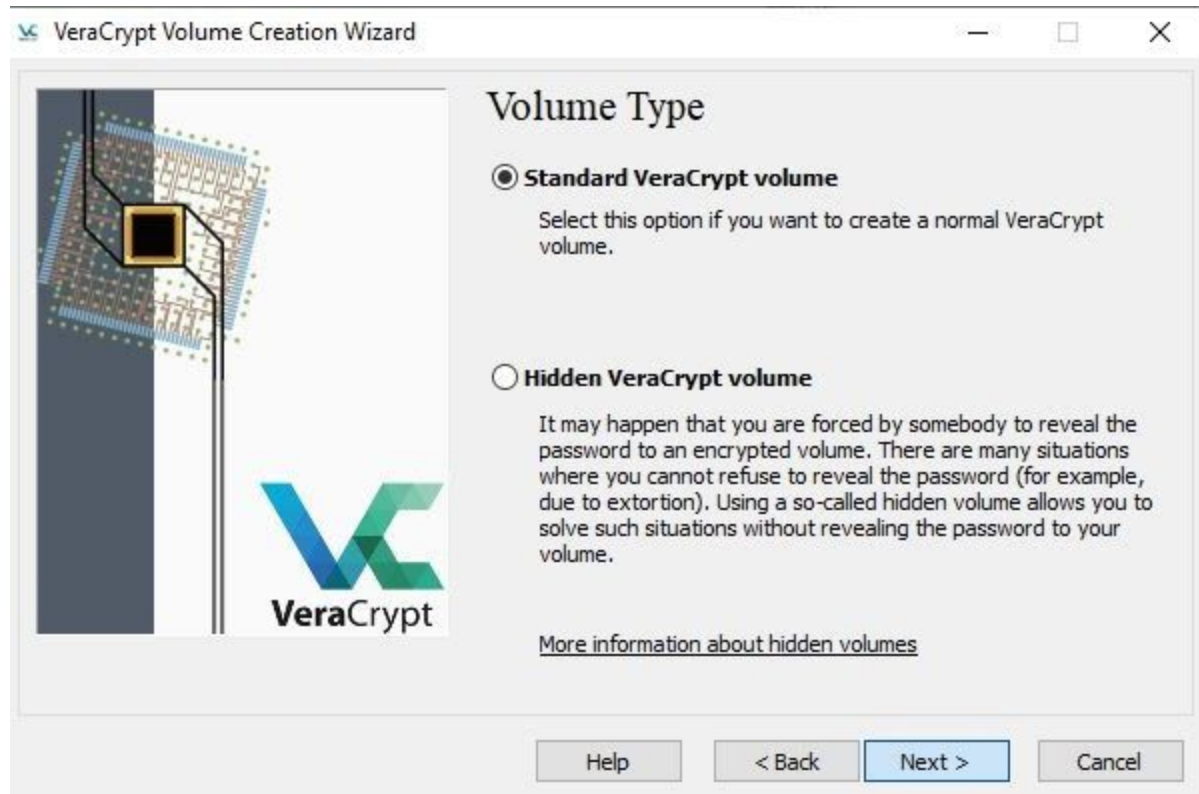 VeraCrypt Volume Creation Wizard
Volume Type
Standard VeraCrypt volume
Select this option if you want to create a normal VeraCrypt
volume.
Hidden VeraCrypt volume
It may happen that you are forced by somebody to reveal the
password to an encrypted volume. There are many situations
where you cannot refuse to reveal the password (for example,
due to extortion). Using a so-called hidden volume allows you to
solve such situations without revealing the password to your
volume.
VeraCrypt
More information about hidden volumes
Help
< Back
Next >
Cancel